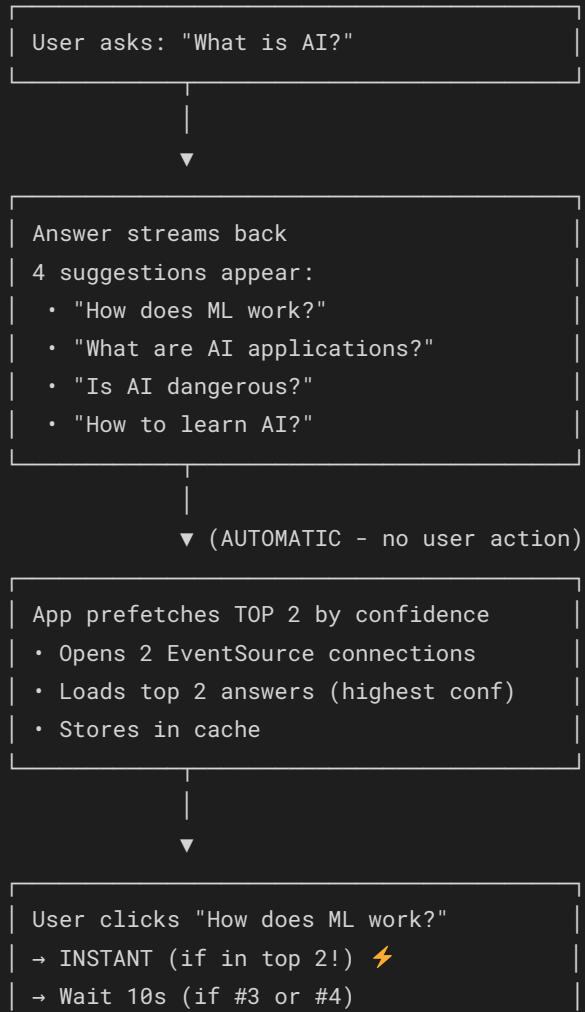 User asks: "What is AI?"
▼
Answer streams back
4 suggestions appear:
• "How does ML work?"
• "What are AI applications?"
• "Is AI dangerous?"
• "How to learn AI?"
▼ (AUTOMATIC - no user action)
App prefetches TOP 2 by confidence
• Opens 2 EventSource connections
• Loads top 2 answers (highest conf)
• Stores in cache
▼
User clicks "How does ML work?"
→ INSTANT (if in top 2!) ⚡
→ Wait 10s (if #3 or #4)